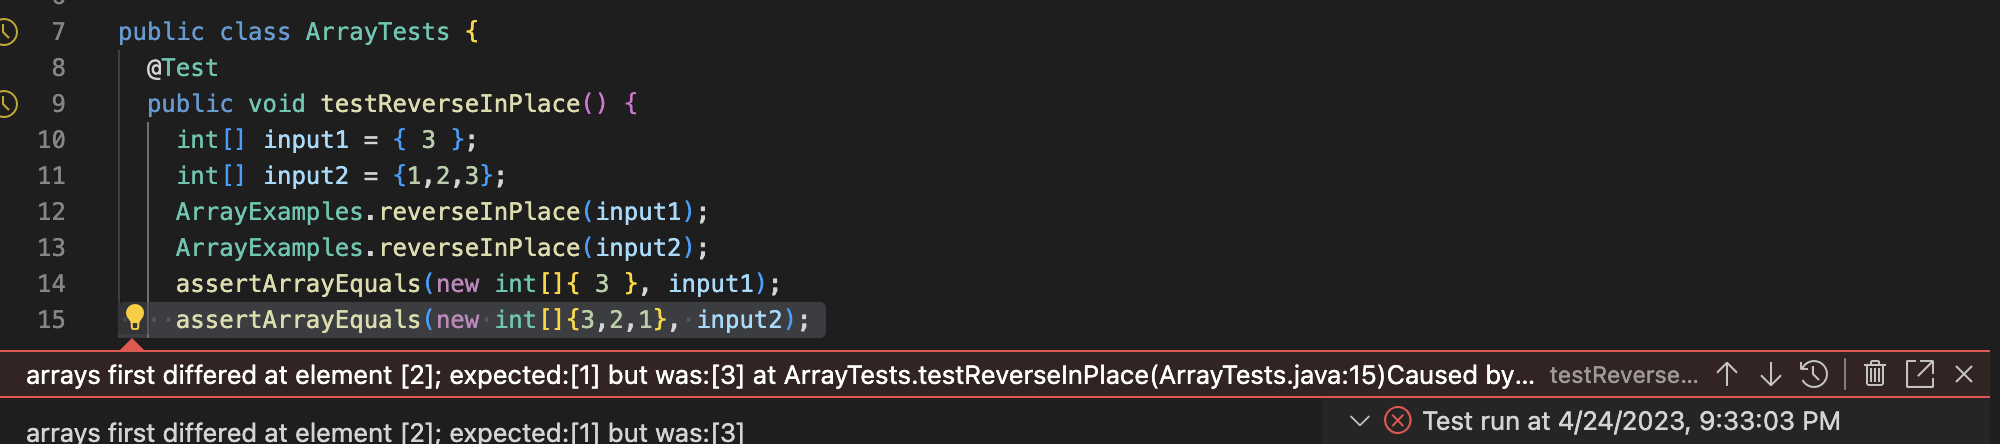 7 public class ArrayTests {
8 @Test
9 public void testReverseInPlace() {
10 int[] input1 = { 3 };
11 int[] input2 = {1,2,3};
12 ArrayExamples.reverseInPlace(input1);
13 ArrayExamples.reverseInPlace(input2);
14 assertArrayEquals(new int[]{ 3 }, input1);
15 assertArrayEquals(new int[]{3,2,1}, input2);
arrays first differed at element [2]; expected:[1] but was:[3] at ArrayTests.testReverseInPlace(ArrayTests.java:15)Caused by... testReverse...
arrays first differed at element [2]; expected:[1] but was:[3]
Test run at 4/24/2023, 9:33:03 PM